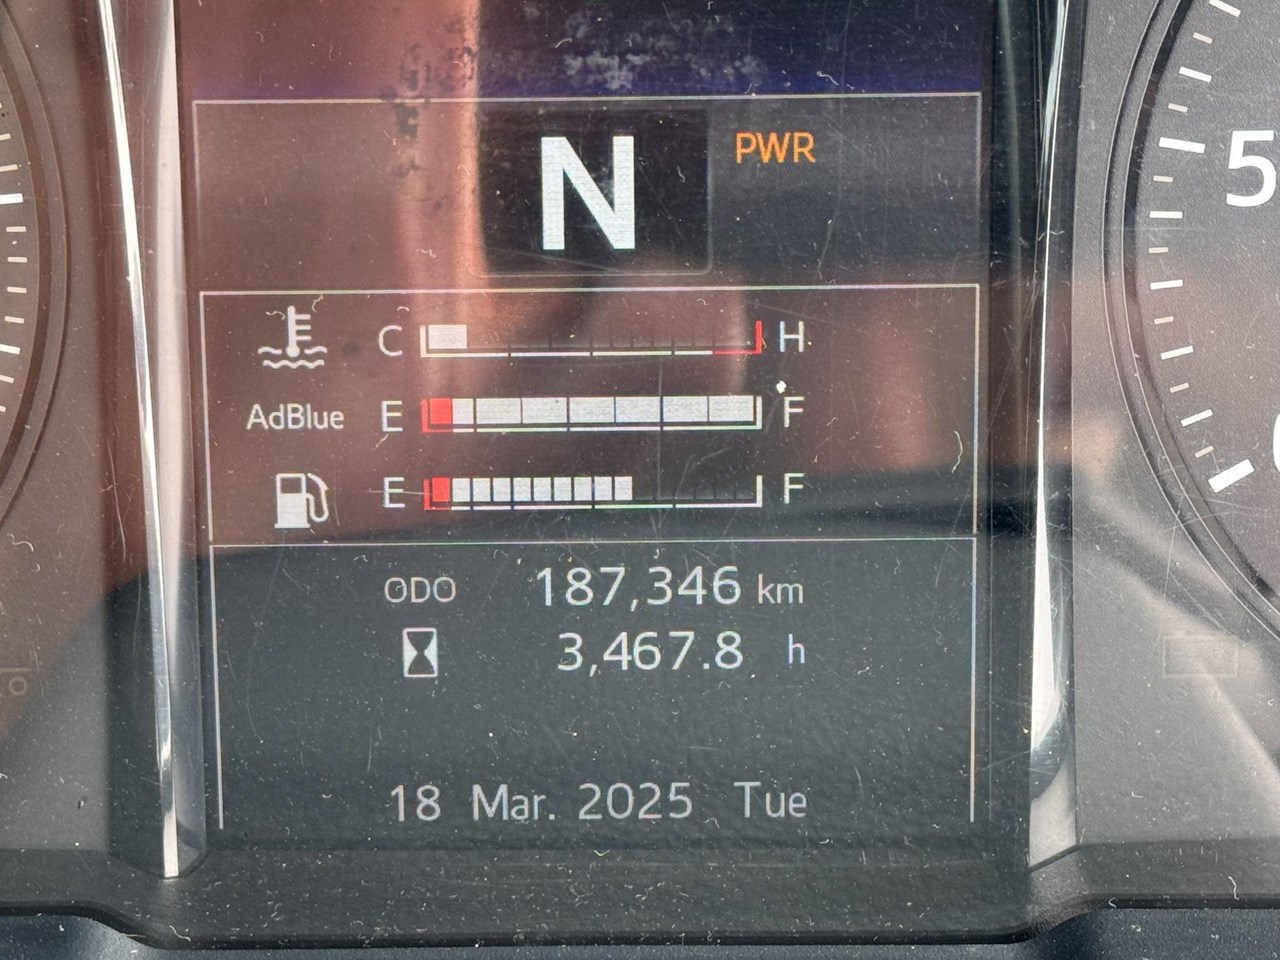 N PWR 5
C H
AdBlue E F
E F
ODO 187,346 km
3,467.8 h
18 Mar. 2025 Tue